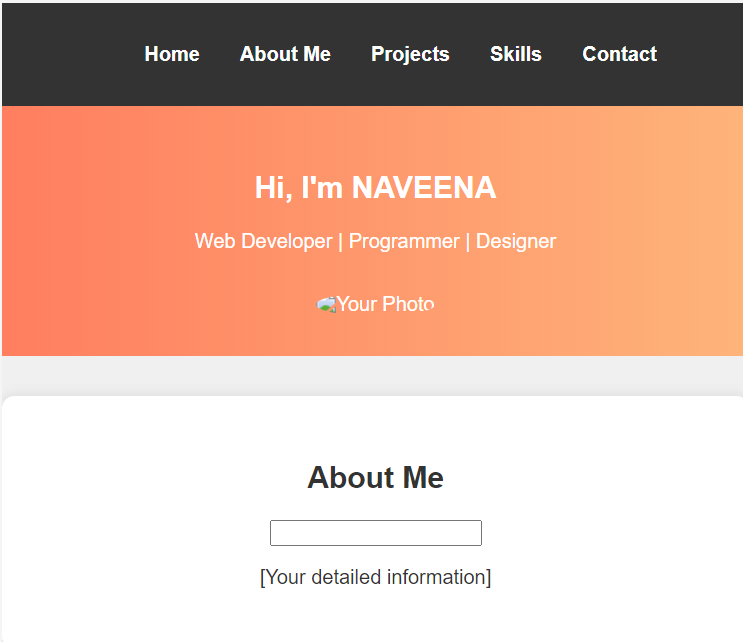 Home About Me Projects Skills Contact
Hi, I'm NAVEENA
Web Developer | Programmer | Designer
Your Photo
About Me
[Your detailed information]